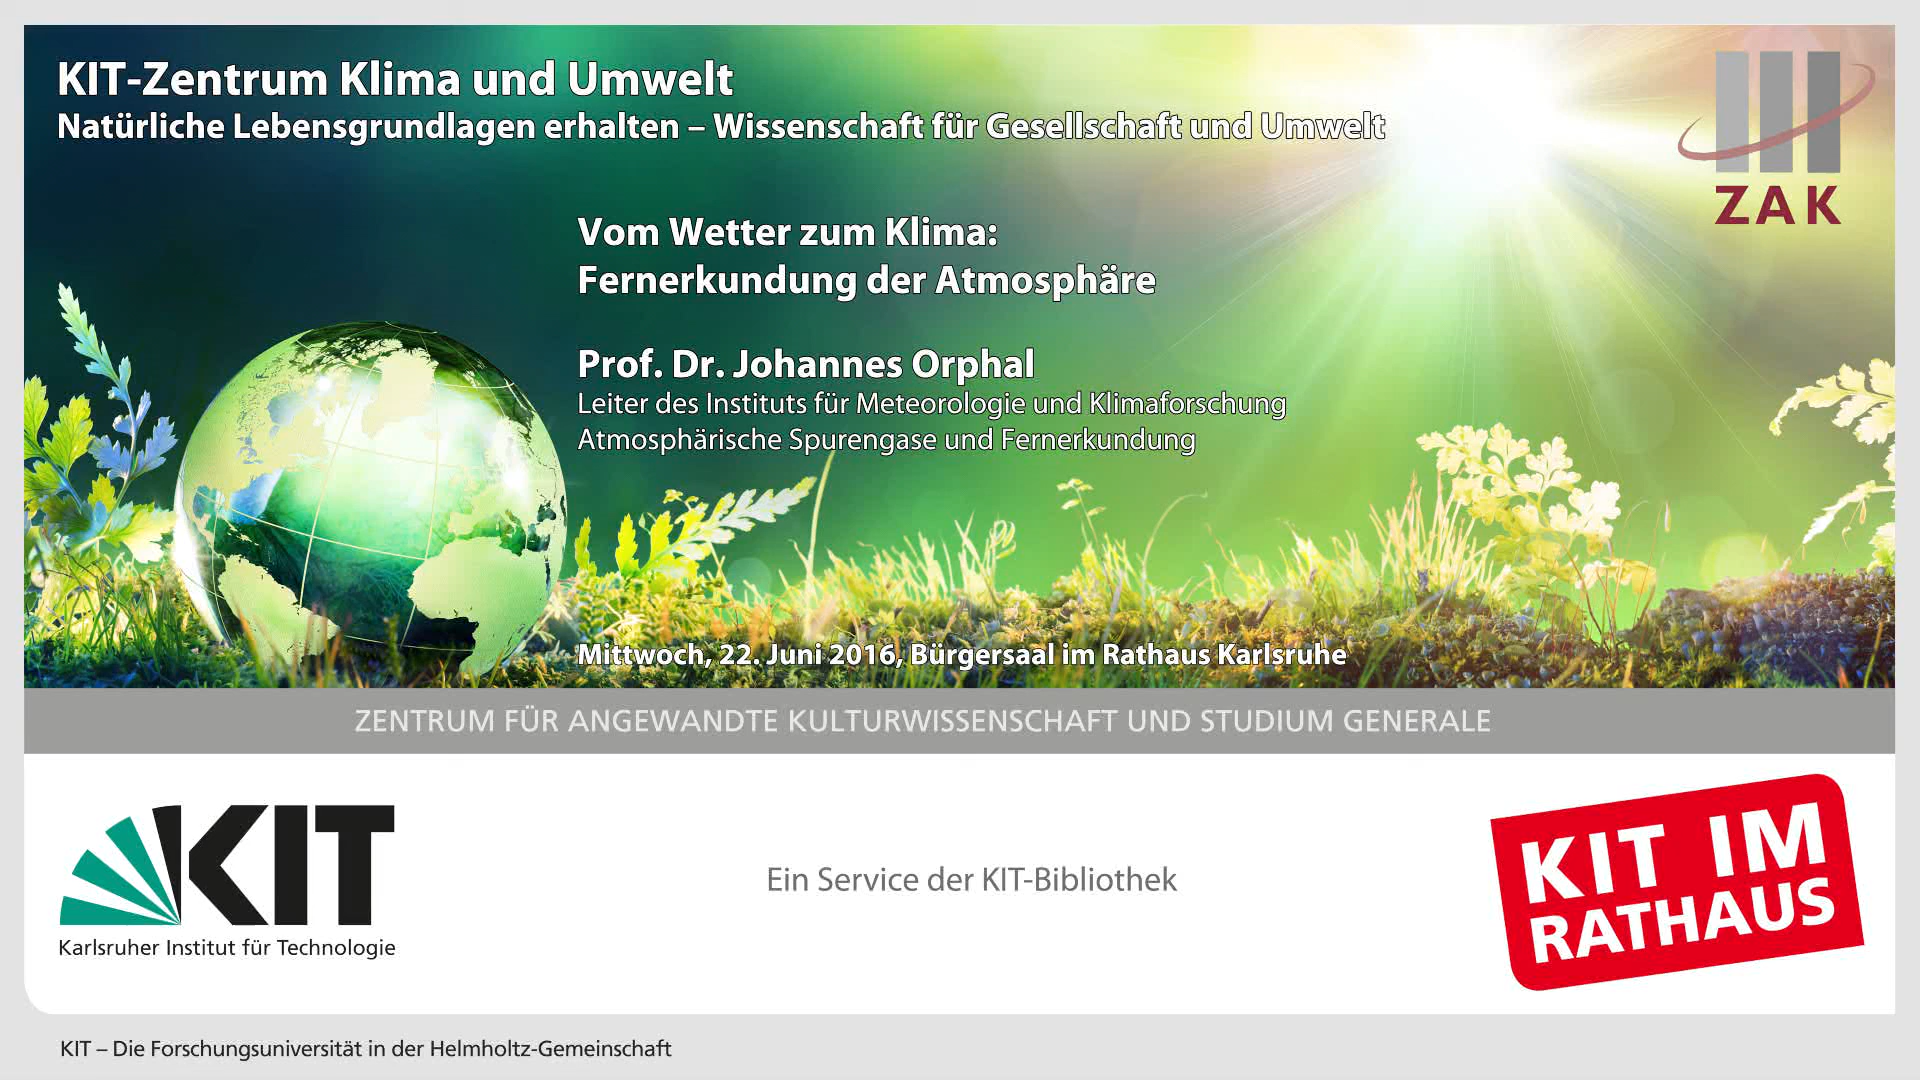 KIT-Zentrum Klima und Umwelt
Natürliche Lebensgrundlagen erhalten – Wissenschaft für Gesellschaft und Umwelt
ZAK
Vom Wetter zum Klima:
Fernerkundung der Atmosphäre
Prof. Dr. Johannes Orphal
Leiter des Instituts für Meteorologie und Klimaforschung
Atmosphärische Spurengase und Fernerkundung
Mittwoch, 22. Juni 2016, Bürgersaal im Rathaus Karlsruhe
ZENTRUM FÜR ANGEWANDTE KULTURWISSENSCHAFT UND STUDIUM GENERALE
KIT
Karlsruher Institut für Technologie
Ein Service der KIT-Bibliothek
KIT IM
RATHAUS
KIT – Die Forschungsuniversität in der Helmholtz-Gemeinschaft